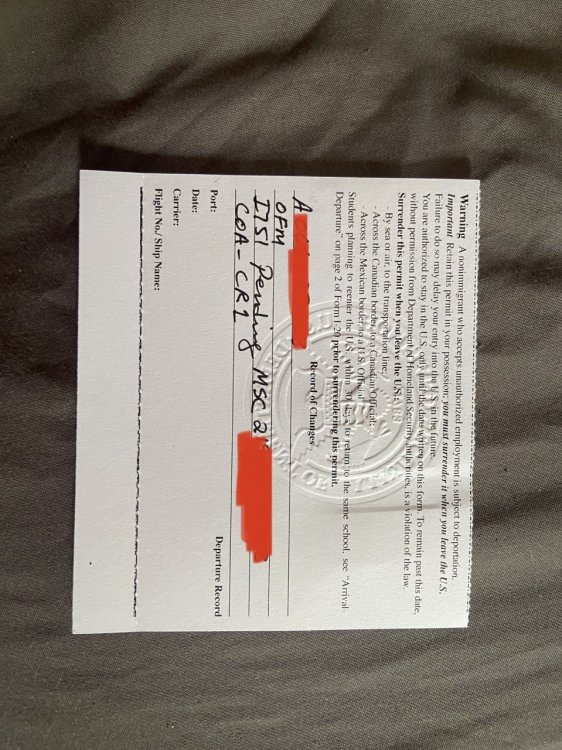 Warning A nonimmigrant who accepts unauthorized employment is subject to deportation.
Important Retain this permit in your possession; you must surrender it when you leave the U.S.
Failure to do so may delay your entry into the U.S. in the future.
You are authorized to stay in the U.S. only until the date written on this form. To remain past this date,
without permission from Department of Homeland Security authorities, is a violation of the law.
Surrender this permit when you leave the U.S.:
- By sea or air, to the transportation line;
- Across the Canadian border, to a Canadian Official;
- Across the Mexican border, to a U.S. Official.
Students planning to reenter the U.S. within 30 days to return to the same school, see "Arrival-
Departure" on page 2 of Form I-20 prior to surrendering this permit.
Record of Changes
A
OFM
I751 Pending MSC 2
COA-CR1
Port:
Departure Record
Date:
Carrier:
Flight No./ Ship Name: